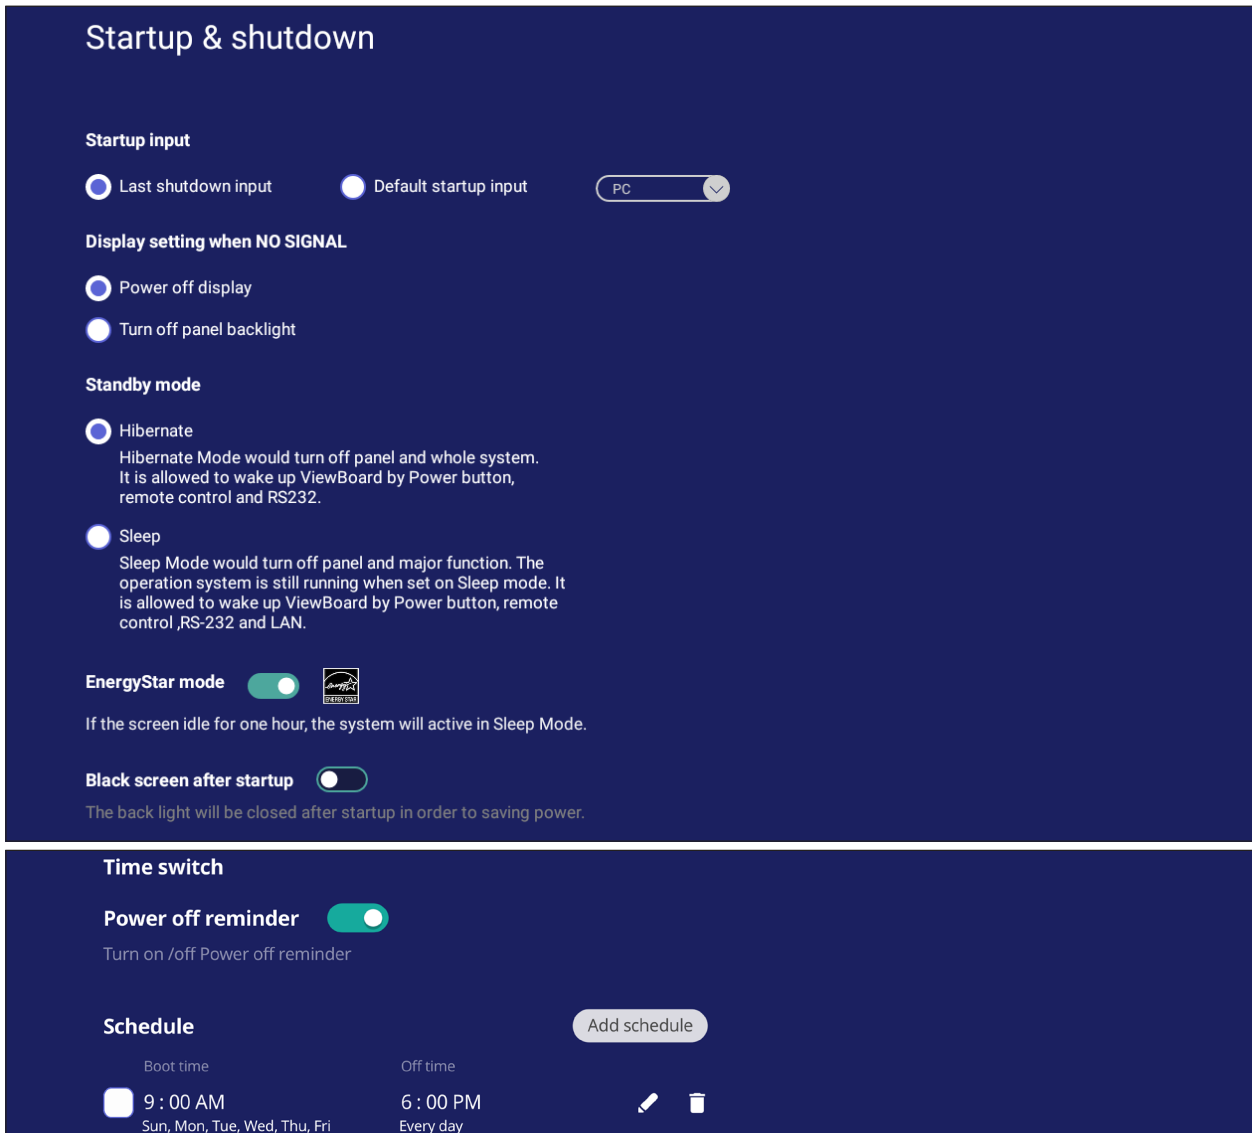 Startup & shutdown
Startup input
Last shutdown input Default startup input PC
Display setting when NO SIGNAL
Power off display
Turn off panel backlight
Standby mode
Hibernate
Hibernate Mode would turn off panel and whole system.
It is allowed to wake up ViewBoard by Power button,
remote control and RS232.
Sleep
Sleep Mode would turn off panel and major function. The
operation system is still running when set on Sleep mode. It
is allowed to wake up ViewBoard by Power button, remote
control ,RS-232 and LAN.
EnergyStar mode energy ENERGY STAR
If the screen idle for one hour, the system will active in Sleep Mode.
Black screen after startup
The back light will be closed after startup in order to saving power.
Time switch
Power off reminder
Turn on /off Power off reminder
Schedule Add schedule
Boot time Off time
9 : 00 AM 6 : 00 PM
Sun, Mon, Tue, Wed, Thu, Fri Every day